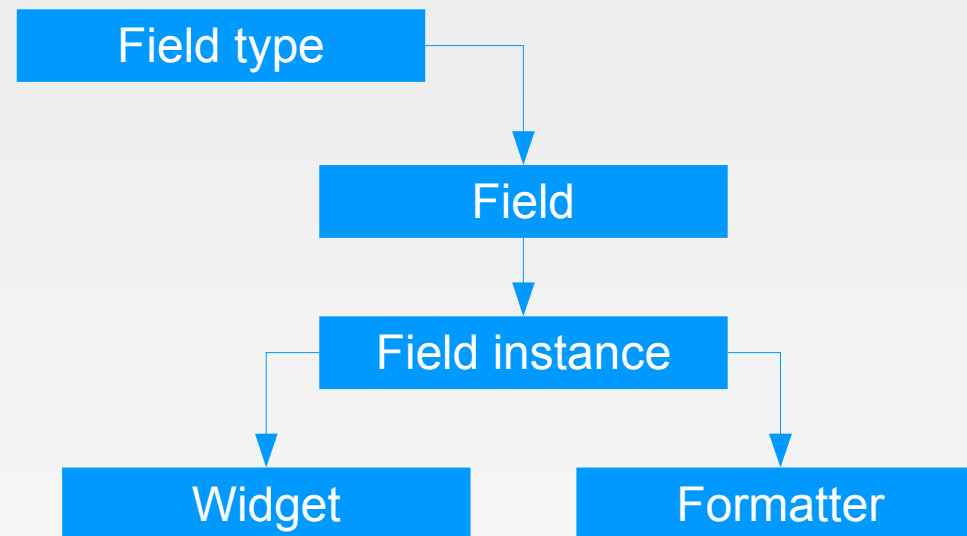 Field type
Field
Field instance
Widget
Formatter